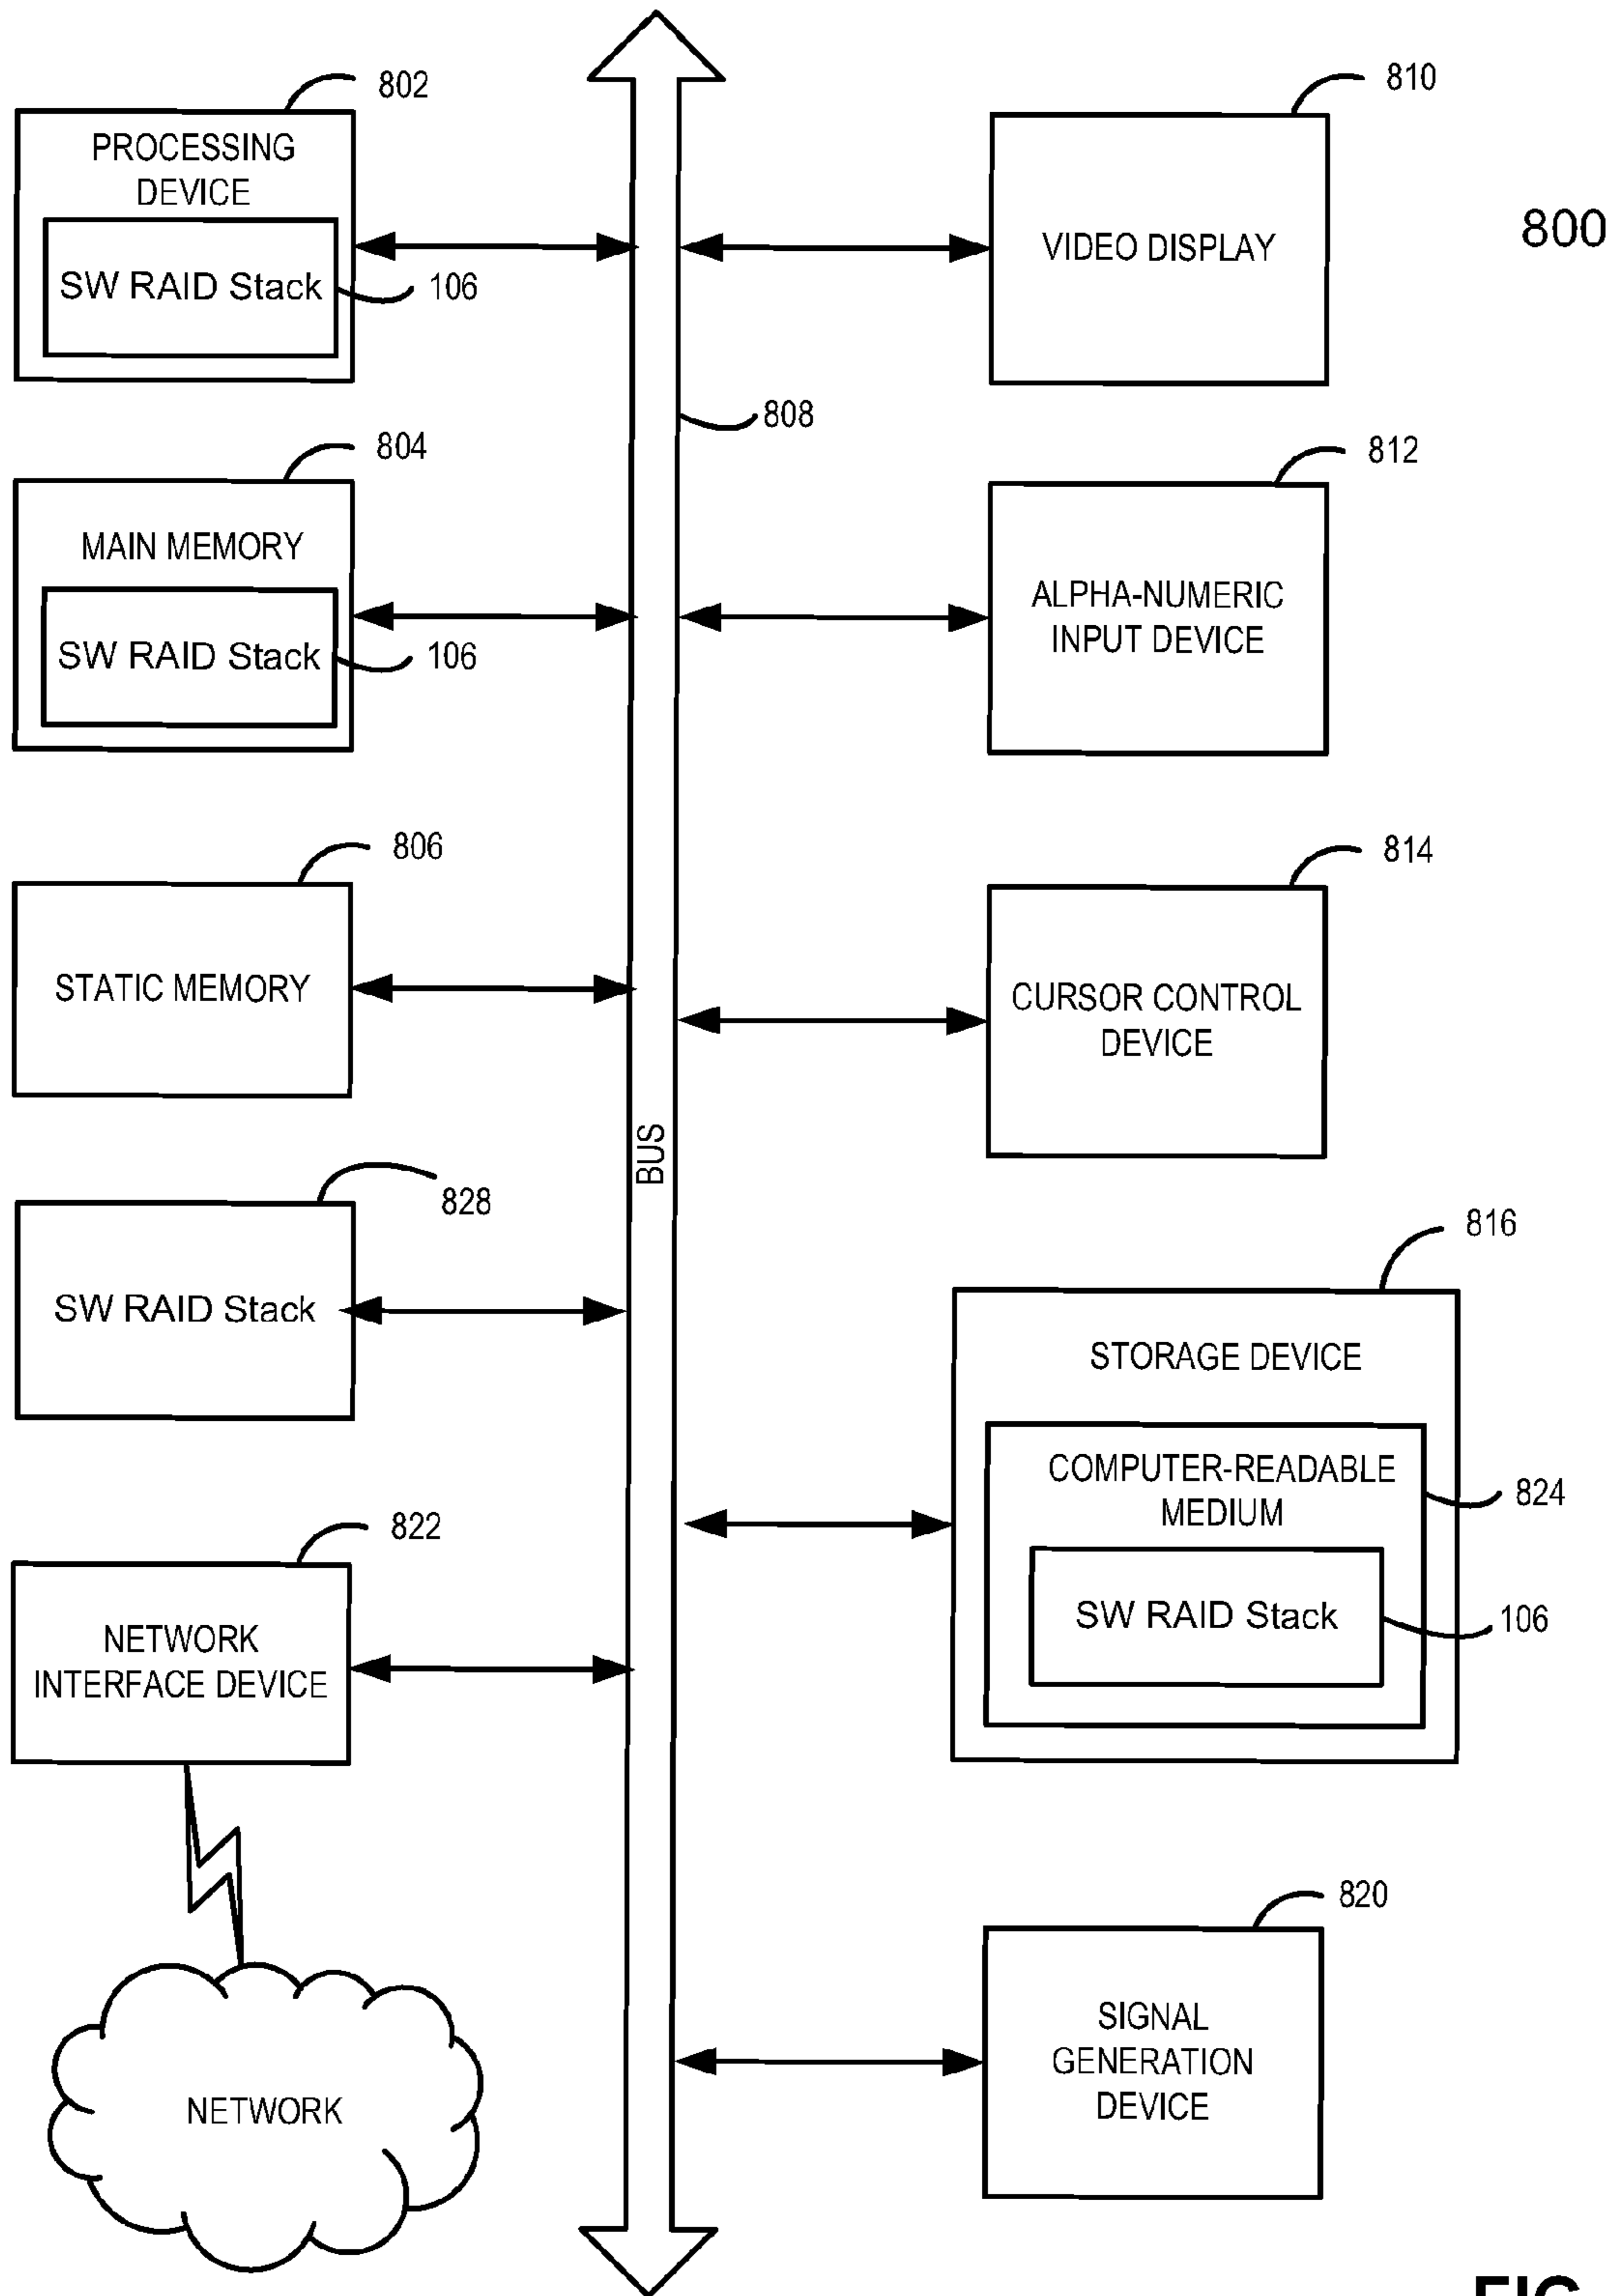 802
PROCESSING
DEVICE
SW RAID Stack
106
810
VIDEO DISPLAY
800
808
804
MAIN MEMORY
SW RAID Stack
106
812
ALPHA-NUMERIC
INPUT DEVICE
806
STATIC MEMORY
814
CURSOR CONTROL
DEVICE
BUS
828
SW RAID Stack
816
STORAGE DEVICE
COMPUTER-READABLE
MEDIUM
824
SW RAID Stack
106
822
NETWORK
INTERFACE DEVICE
NETWORK
820
SIGNAL
GENERATION
DEVICE
FIG